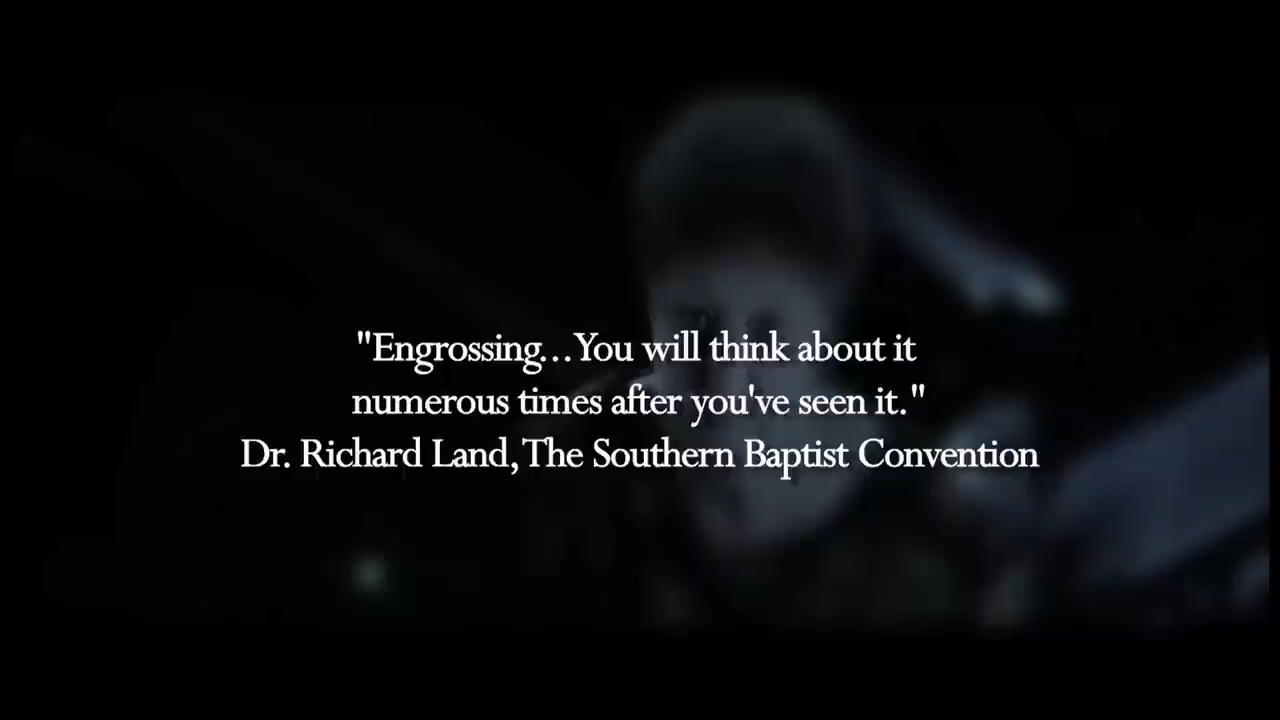 "Engrossing...You will think about it
numerous times after you've seen it."
Dr. Richard Land, The Southern Baptist Convention